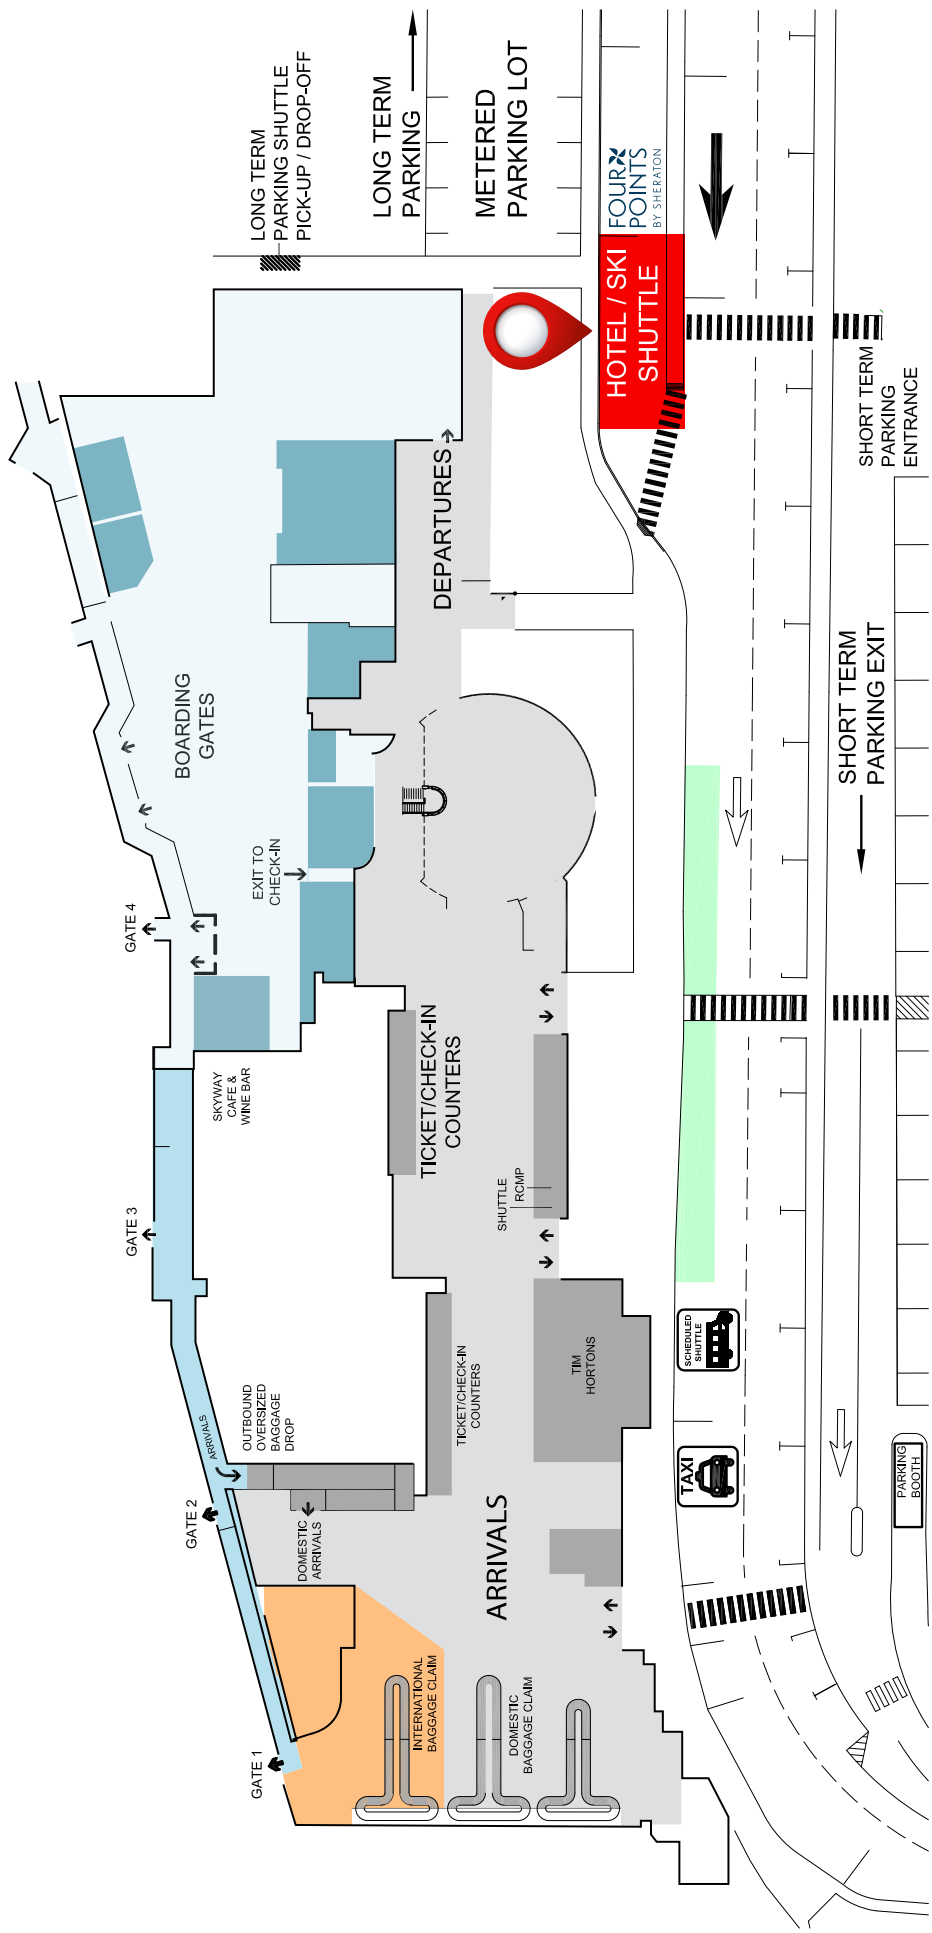 LONG TERM
PARKING SHUTTLE
PICK-UP / DROP-OFF
LONG TERM
PARKING
METERED
PARKING LOT
FOUR
POINTS
BY SHERATON
HOTEL / SKI
SHUTTLE
SHORT TERM
PARKING
ENTRANCE
DEPARTURES
BOARDING
GATES
SHORT TERM
PARKING EXIT
EXIT TO
CHECK-IN
GATE 4
TICKET/CHECK-IN
COUNTERS
SKYWAY
CAFE &
WINE BAR
SHUTTLE
RCMP
GATE 3
SCHEDULED
SHUTTLE
TIM
HORTONS
TICKET/CHECK-IN
COUNTERS
OUTBOUND
OVERSIZED
BAGGAGE
DROP
ARRIVALS
TAXI
PARKING
BOOTH
GATE 2
DOMESTIC
ARRIVALS
ARRIVALS
INTERNATIONAL
BAGGAGE CLAIM
DOMESTIC
BAGGAGE CLAIM
GATE 1